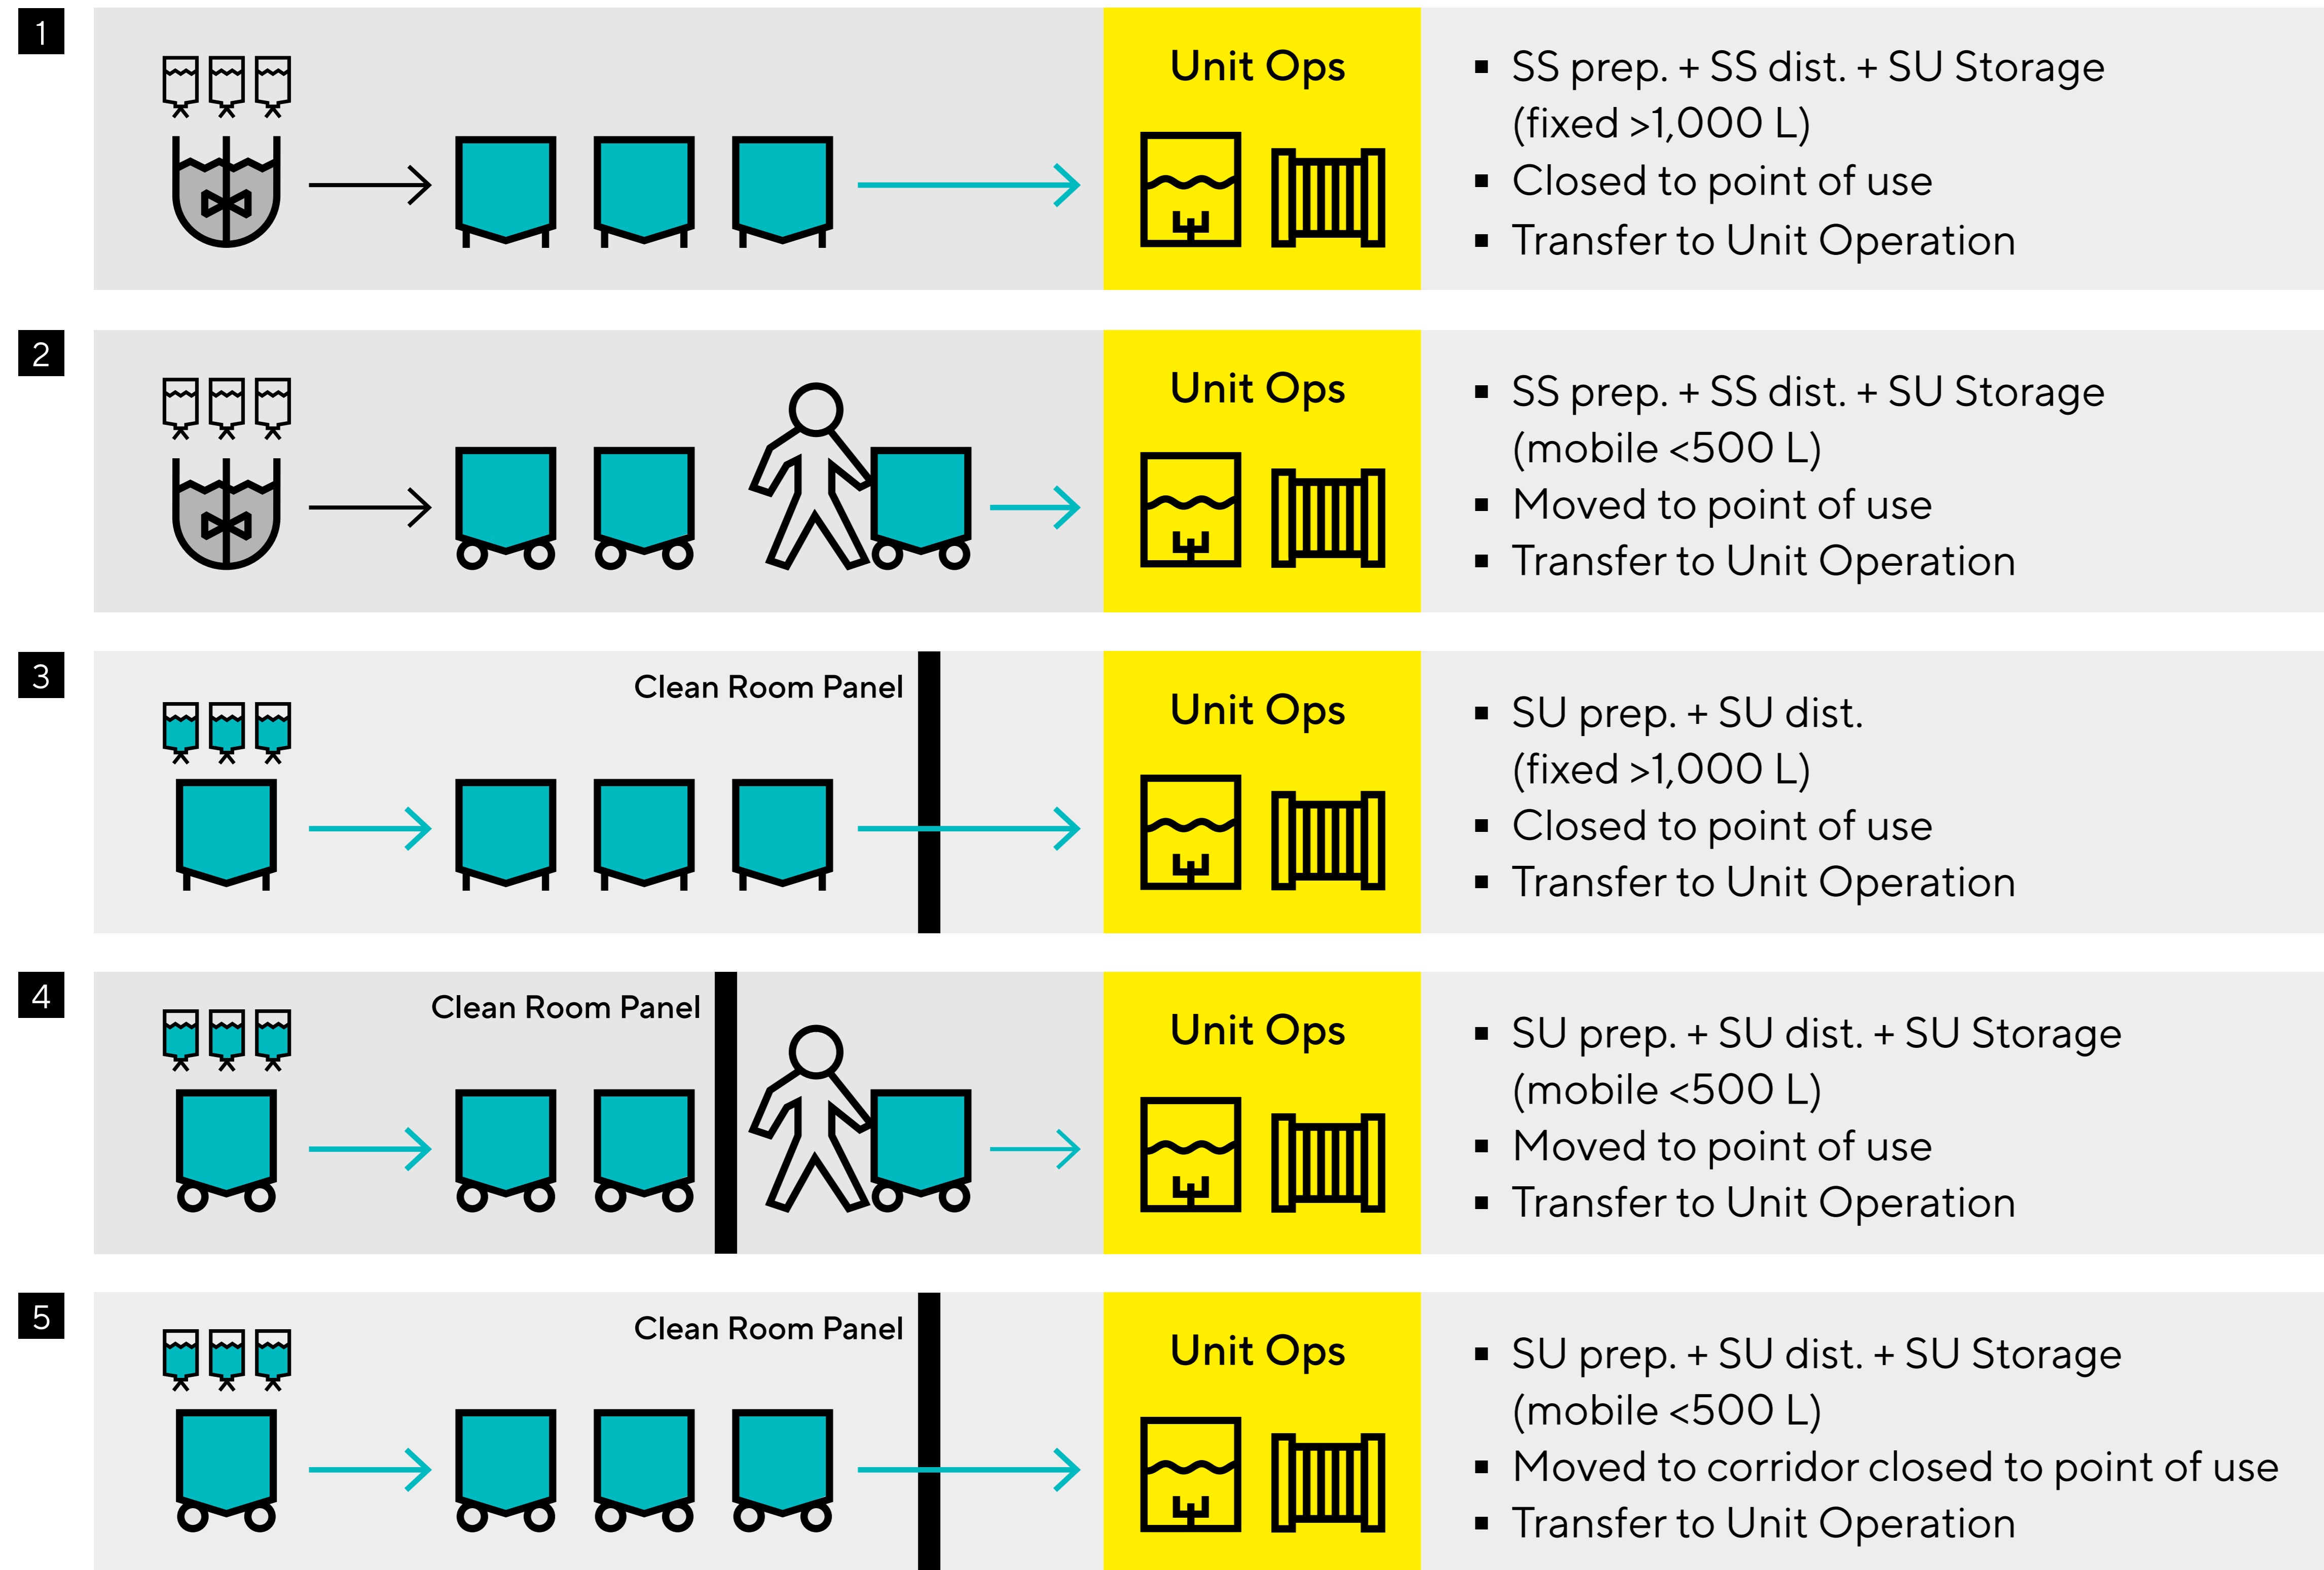 1
Unit Ops
▪ SS prep. + SS dist. + SU Storage
(fixed >1,000 L)
▪ Closed to point of use
▪ Transfer to Unit Operation
2
Unit Ops
▪ SS prep. + SS dist. + SU Storage
(mobile <500 L)
▪ Moved to point of use
▪ Transfer to Unit Operation
3
Clean Room Panel
Unit Ops
▪ SU prep. + SU dist.
(fixed >1,000 L)
▪ Closed to point of use
▪ Transfer to Unit Operation
4
Clean Room Panel
Unit Ops
▪ SU prep. + SU dist. + SU Storage
(mobile <500 L)
▪ Moved to point of use
▪ Transfer to Unit Operation
5
Clean Room Panel
Unit Ops
▪ SU prep. + SU dist. + SU Storage
(mobile <500 L)
▪ Moved to corridor closed to point of use
▪ Transfer to Unit Operation